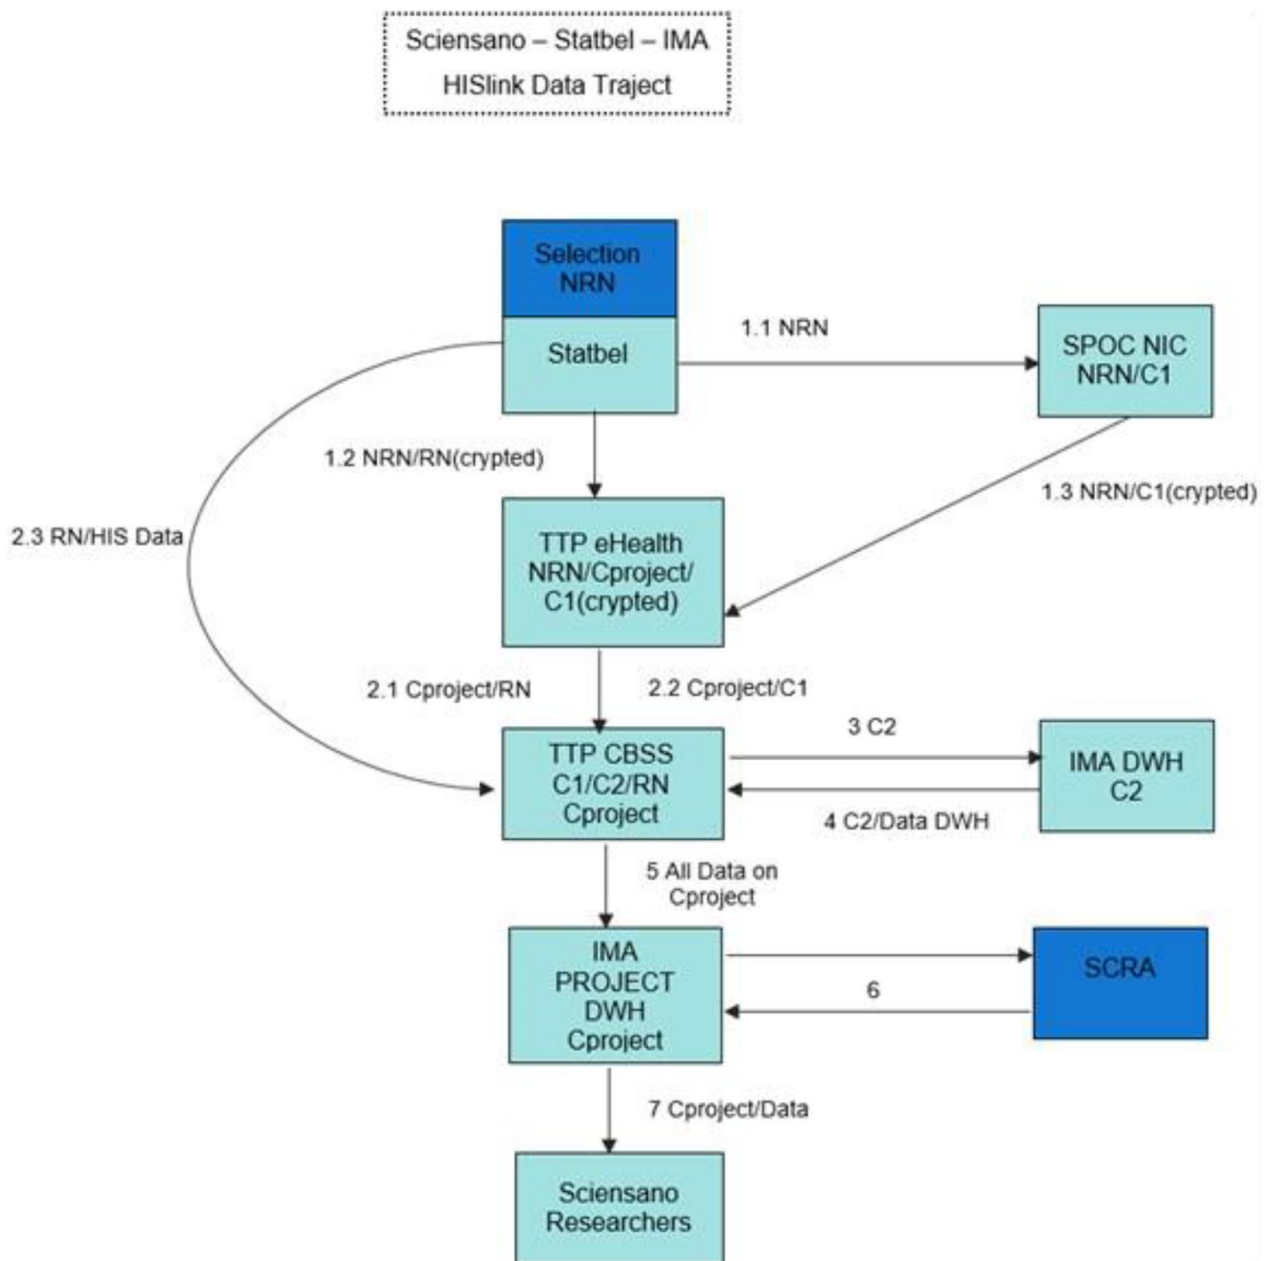 Sciensano – Statbel – IMA
HISlink Data Traject
Selection
NRN
Statbel
1.1 NRN
SPOC NIC
NRN/C1
1.2 NRN/RN(crypted)
1.3 NRN/C1(crypted)
2.3 RN/HIS Data
TTP eHealth
NRN/Cproject/
C1(crypted)
2.1 Cproject/RN
2.2 Cproject/C1
TTP CBSS
C1/C2/RN
Cproject
3 C2
IMA DWH
C2
4 C2/Data DWH
5 All Data on
Cproject
IMA
PROJECT
DWH
Cproject
SCRA
6
7 Cproject/Data
Sciensano
Researchers